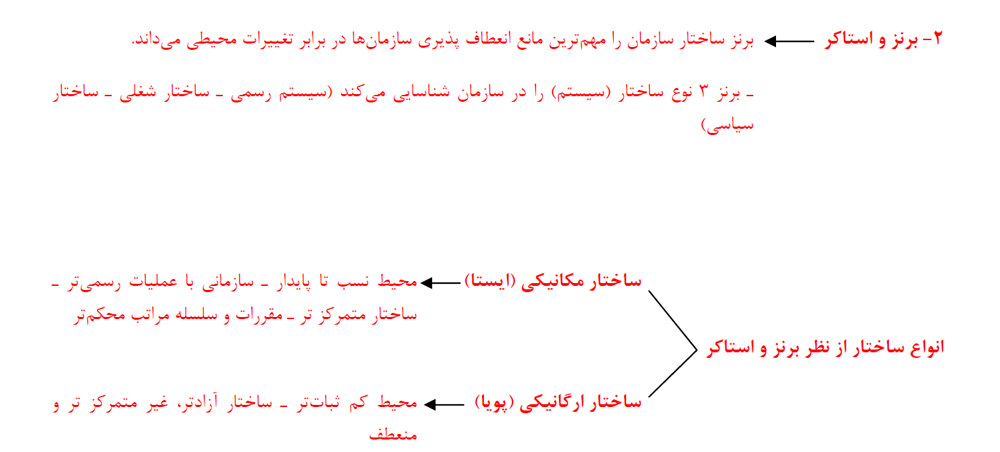 ۲- برنز و استاکر
برنز ساختار سازمان را مهم‌ترین مانع انعطاف پذیری سازمان‌ها در برابر تغییرات محیطی می‌داند.
ـ برنز ۳ نوع ساختار (سیستم) را در سازمان شناسایی می‌کند (سیستم رسمی ـ ساختار شغلی ـ ساختار
سیاسی)
انواع ساختار از نظر برنز و استاکر
ساختار مکانیکی (ایستا)
محیط نسب تا پایدار ـ سازمانی با عملیات رسمی‌تر ـ
ساختار متمرکز تر ـ مقررات و سلسله مراتب محکم‌تر
ساختار ارگانیکی (پویا)
محیط کم ثبات‌تر ـ ساختار آزادتر، غیر متمرکز تر و
منعطف